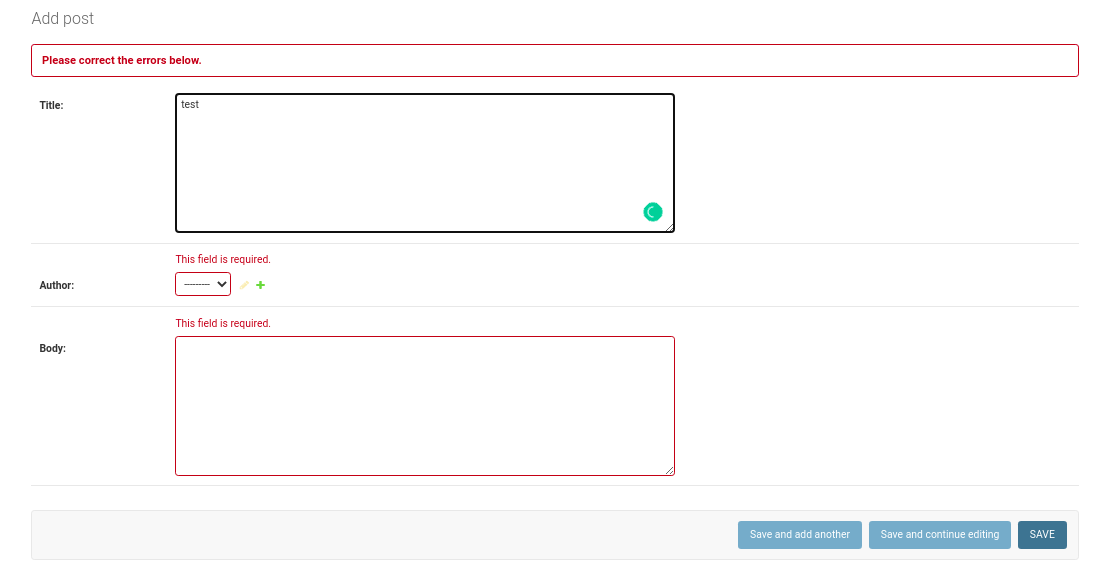 Add post
Please correct the errors below.
Title:
test
This field is required.
Author:
---------
This field is required.
Body:
Save and add another
Save and continue editing
SAVE